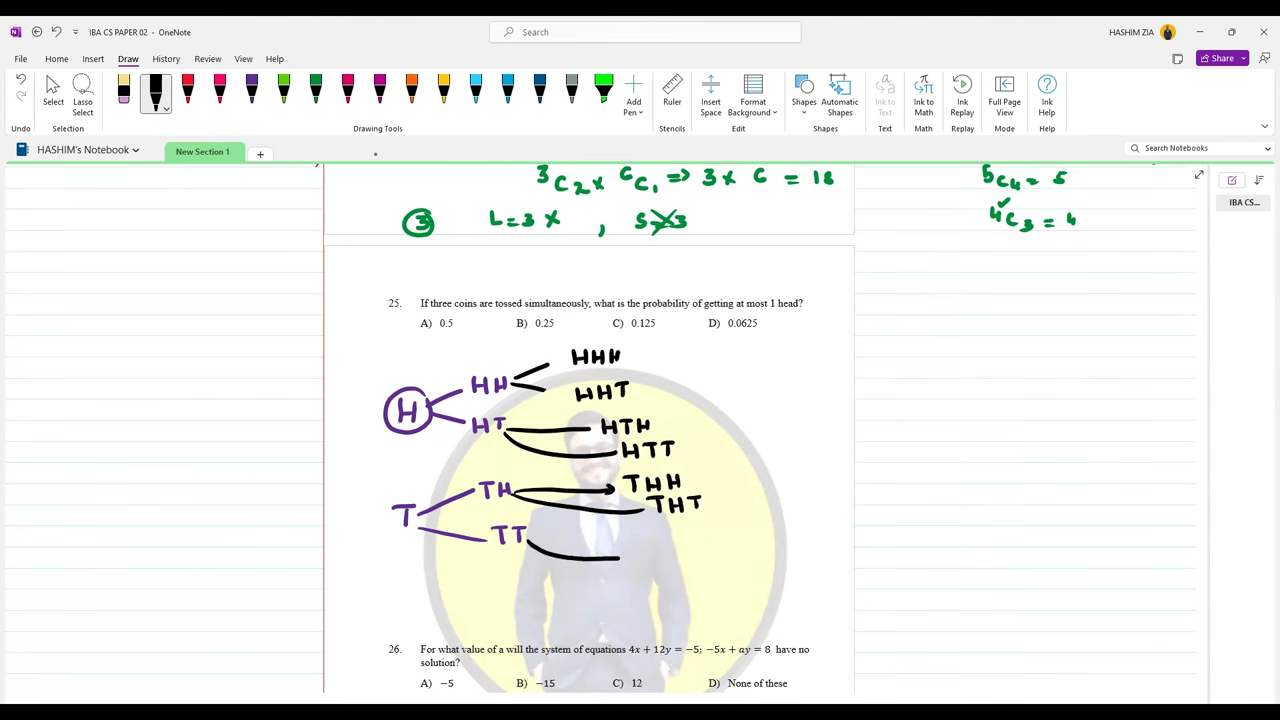 IBA CS PAPER 02 - OneNote
Search
HASHIM ZIA
File Home Insert Draw History Review View Help
Share
Undo
Select
Lasso Select
Selection
Drawing Tools
Add Pen
Ruler
Stencils
Insert Space
Format Background
Edit
Shapes
Automatic Shapes
Shapes
Ink to Text
Text
Ink to Math
Math
Ink Replay
Replay
Full Page View
Mode
Ink Help
Help
HASHIM's Notebook
New Section 1
Search Notebooks
IBA CS...
³C₂ x ⁶C₁ => 3 x 6 = 18
⁵C₄ = 5
③ L=3 X , S=3
⁴C₃ = 4
25. If three coins are tossed simultaneously, what is the probability of getting at most 1 head?
A) 0.5 B) 0.25 C) 0.125 D) 0.0625
HHH
HH
HHT
H
HT
HTH
HTT
TH
THH
THT
T
TT
26. For what value of a will the system of equations 4x + 12y = −5; −5x + ay = 8 have no
solution?
A) −5 B) −15 C) 12 D) None of these